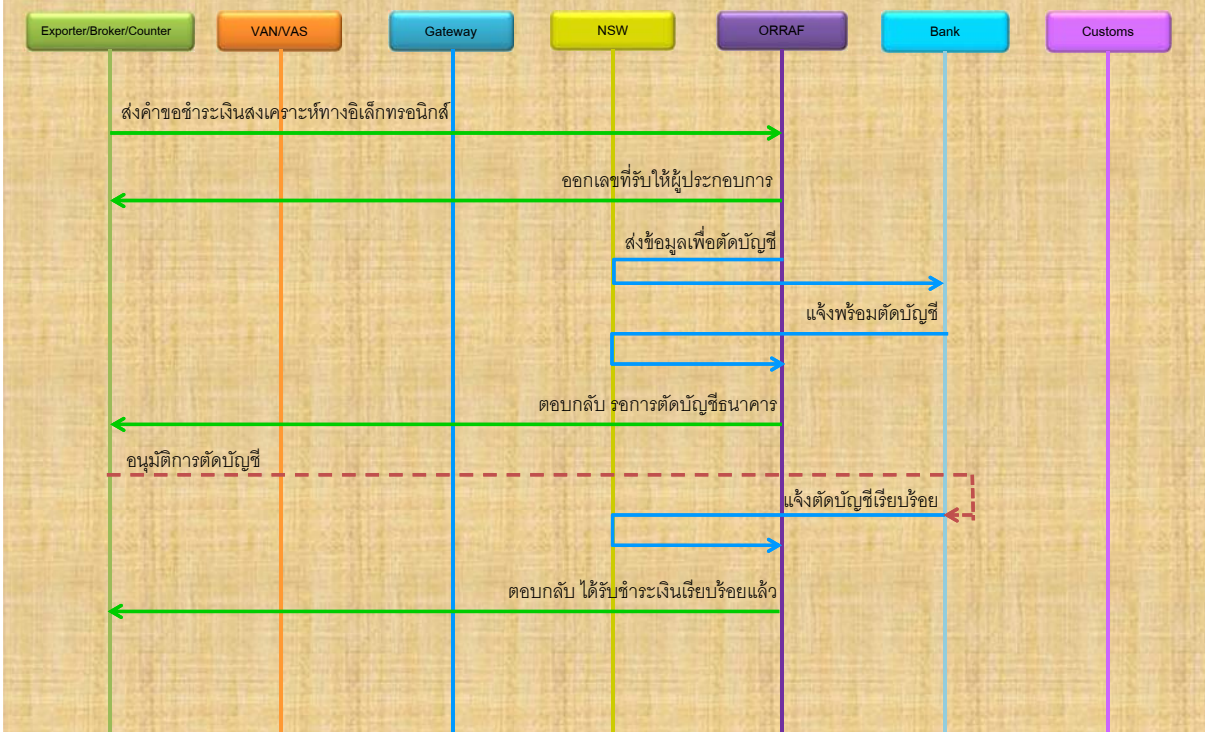 Exporter/Broker/Counter VAN/VAS Gateway NSW ORRAF Bank Customs
ส่งคำขอชำระเงินสงเคราะห์ทางอิเล็กทรอนิกส์
ออกเลขที่รับให้ผู้ประกอบการ
ส่งข้อมูลเพื่อตัดบัญชี
แจ้งพร้อมตัดบัญชี
ตอบกลับ รอการตัดบัญชีธนาคาร
อนุมัติการตัดบัญชี
แจ้งตัดบัญชีเรียบร้อย
ตอบกลับ ได้รับชำระเงินเรียบร้อยแล้ว